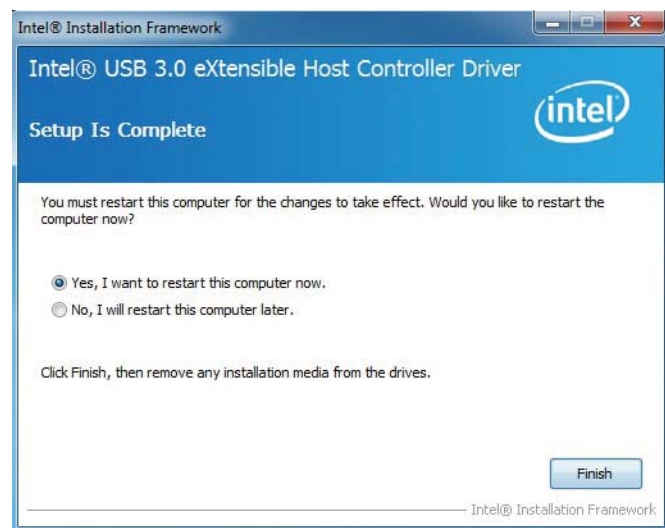 Intel® Installation Framework
Intel® USB 3.0 eXtensible Host Controller Driver
Setup Is Complete
intel
You must restart this computer for the changes to take effect. Would you like to restart the
computer now?
Yes, I want to restart this computer now.
No, I will restart this computer later.
Click Finish, then remove any installation media from the drives.
Finish
Intel® Installation Framework